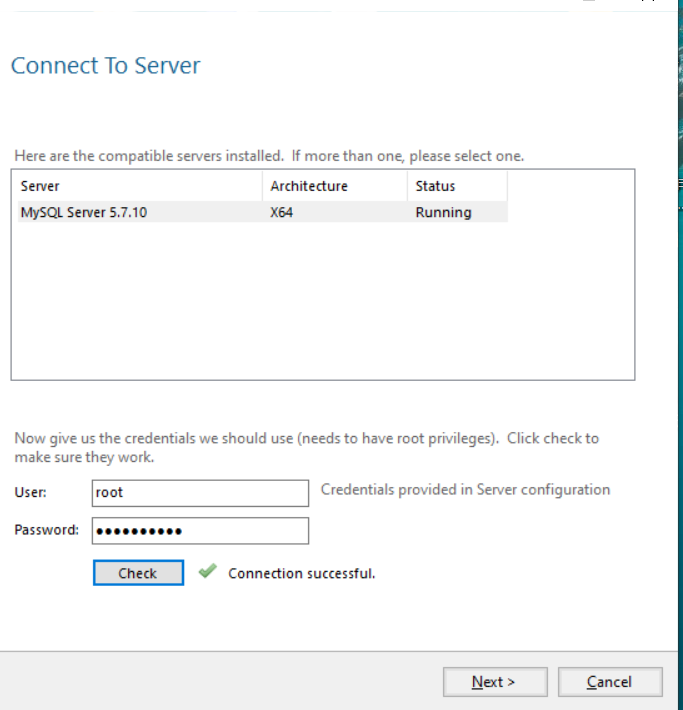 Connect To Server
Here are the compatible servers installed.  If more than one, please select one.
Server Architecture Status
MySQL Server 5.7.10 X64 Running
Now give us the credentials we should use (needs to have root privileges).  Click check to
make sure they work.
User: root Credentials provided in Server configuration
Password: ●●●●●●●●●●
Check Connection successful.
Next > Cancel